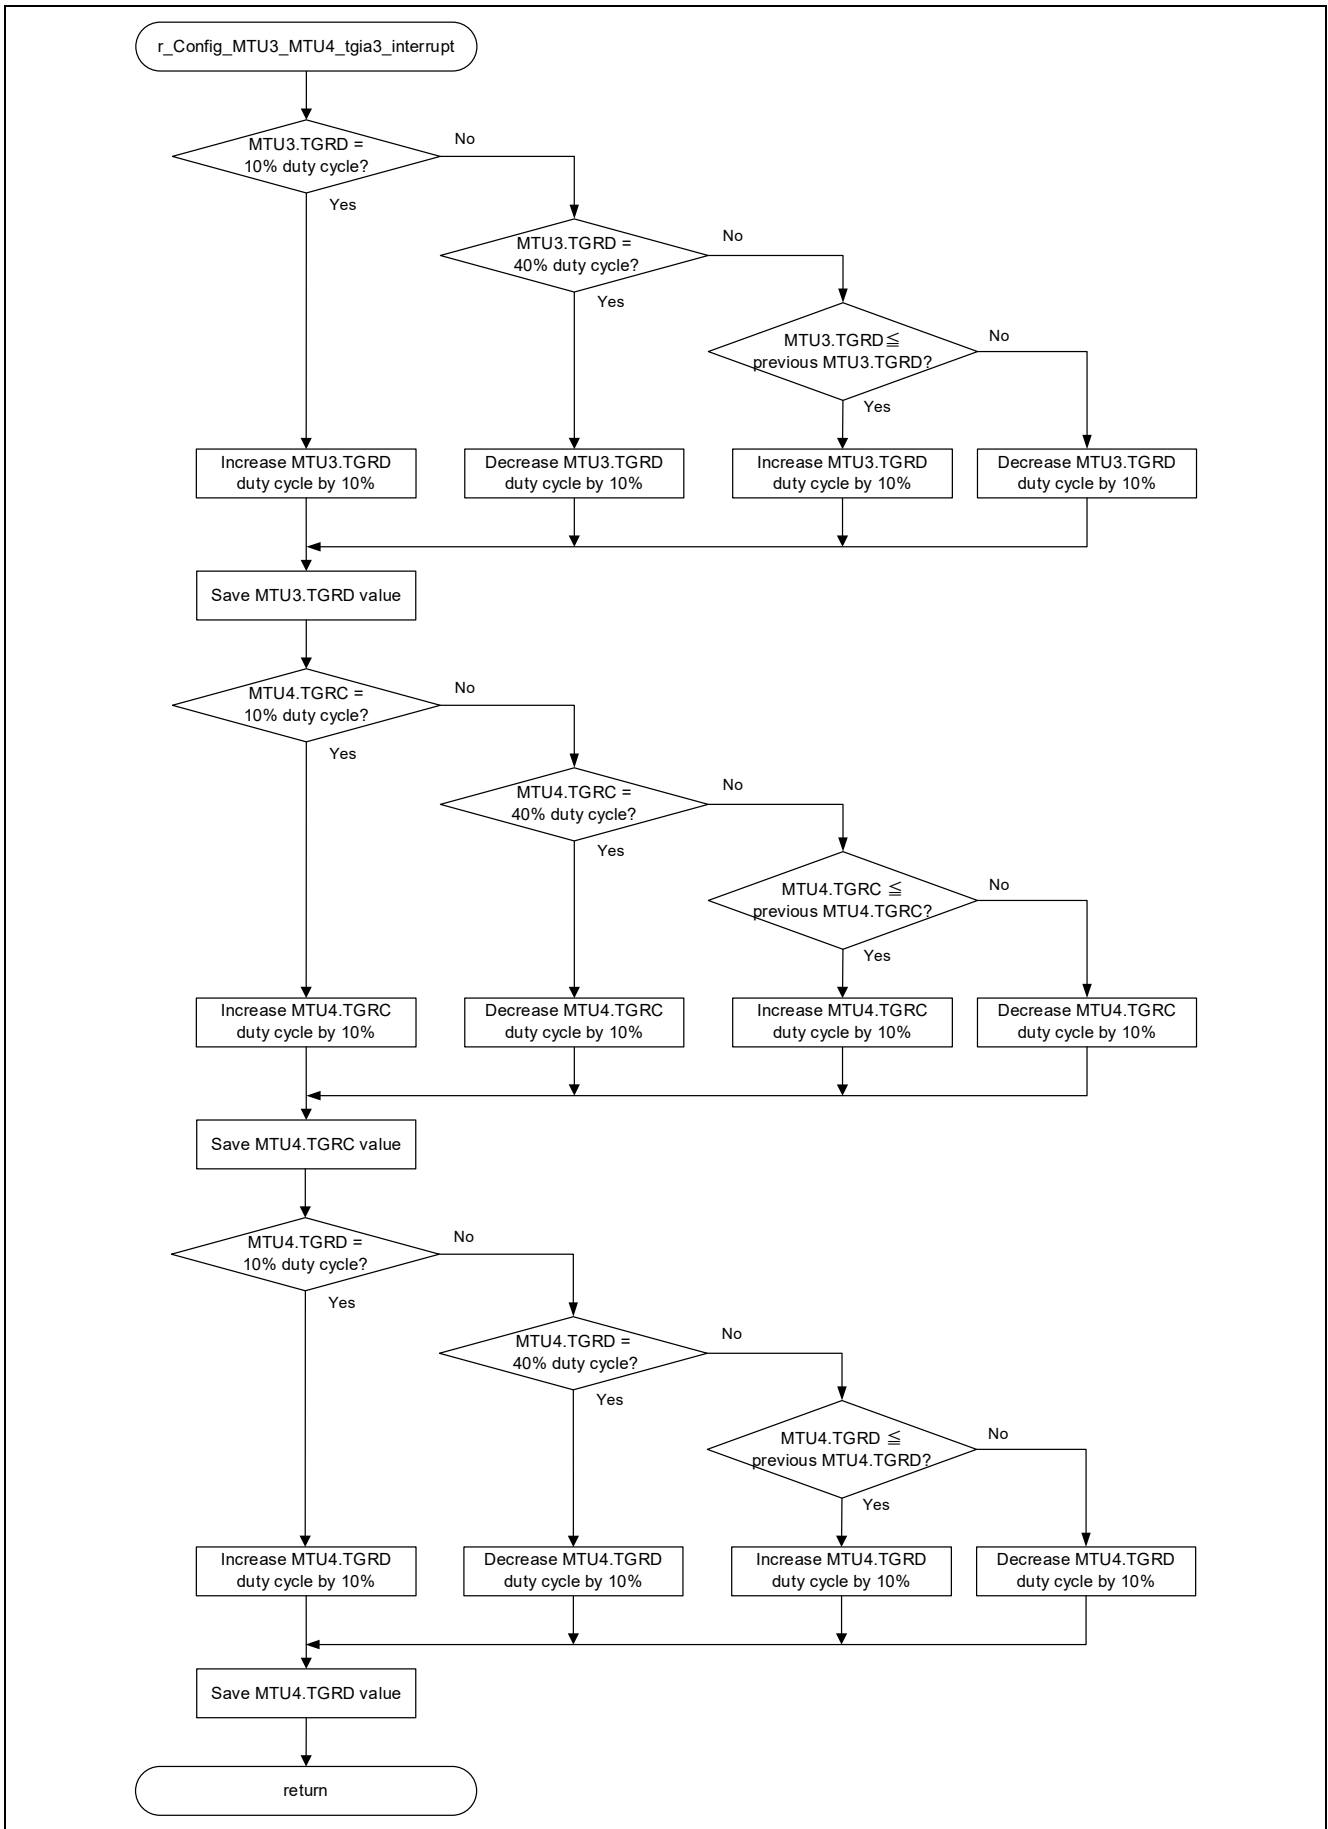 r_Config_MTU3_MTU4_tgia3_interrupt
MTU3.TGRD =
10% duty cycle?
No
Yes
MTU3.TGRD =
40% duty cycle?
No
Yes
MTU3.TGRD≦
previous MTU3.TGRD?
No
Yes
Increase MTU3.TGRD
duty cycle by 10%
Decrease MTU3.TGRD
duty cycle by 10%
Increase MTU3.TGRD
duty cycle by 10%
Decrease MTU3.TGRD
duty cycle by 10%
Save MTU3.TGRD value
MTU4.TGRC =
10% duty cycle?
No
Yes
MTU4.TGRC =
40% duty cycle?
No
Yes
MTU4.TGRC ≦
previous MTU4.TGRC?
No
Yes
Increase MTU4.TGRC
duty cycle by 10%
Decrease MTU4.TGRC
duty cycle by 10%
Increase MTU4.TGRC
duty cycle by 10%
Decrease MTU4.TGRC
duty cycle by 10%
Save MTU4.TGRC value
MTU4.TGRD =
10% duty cycle?
No
Yes
MTU4.TGRD =
40% duty cycle?
No
Yes
MTU4.TGRD ≦
previous MTU4.TGRD?
No
Yes
Increase MTU4.TGRD
duty cycle by 10%
Decrease MTU4.TGRD
duty cycle by 10%
Increase MTU4.TGRD
duty cycle by 10%
Decrease MTU4.TGRD
duty cycle by 10%
Save MTU4.TGRD value
return